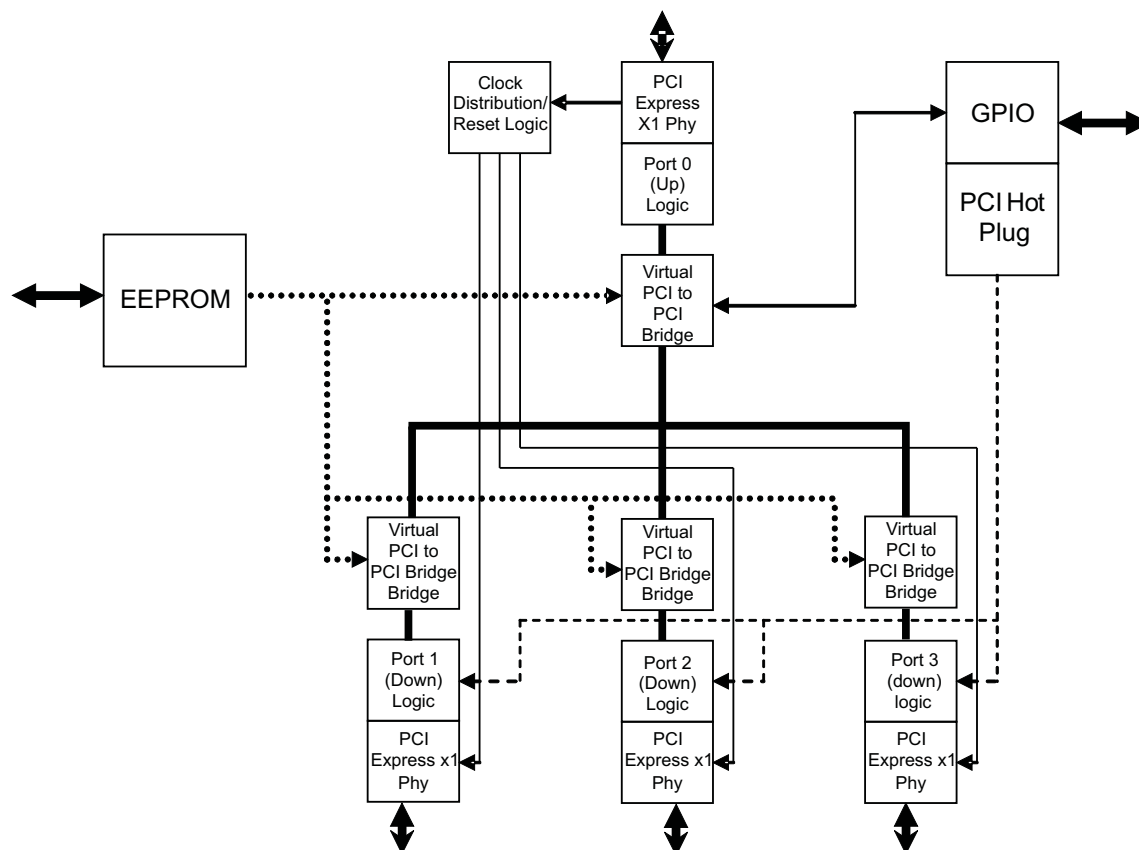 Clock
Distribution/
Reset Logic
PCI
Express
X1 Phy
Port 0
(Up)
Logic
GPIO
PCI Hot
Plug
EEPROM
Virtual
PCI to
PCI
Bridge
Virtual
PCI to
PCI Bridge
Bridge
Virtual
PCI to
PCI Bridge
Bridge
Virtual
PCI to
PCI Bridge
Bridge
Port 1
(Down)
Logic
Port 2
(Down)
Logic
Port 3
(down)
logic
PCI
Express x1
Phy
PCI
Express x1
Phy
PCI
Express x1
Phy